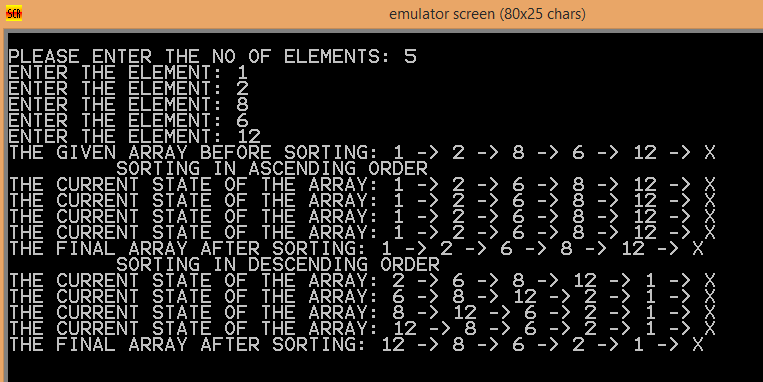 SCR
emulator screen (80x25 chars)
PLEASE ENTER THE NO OF ELEMENTS: 5
ENTER THE ELEMENT: 1
ENTER THE ELEMENT: 2
ENTER THE ELEMENT: 8
ENTER THE ELEMENT: 6
ENTER THE ELEMENT: 12
THE GIVEN ARRAY BEFORE SORTING: 1 -> 2 -> 8 -> 6 -> 12 -> X
SORTING IN ASCENDING ORDER
THE CURRENT STATE OF THE ARRAY: 1 -> 2 -> 6 -> 8 -> 12 -> X
THE CURRENT STATE OF THE ARRAY: 1 -> 2 -> 6 -> 8 -> 12 -> X
THE CURRENT STATE OF THE ARRAY: 1 -> 2 -> 6 -> 8 -> 12 -> X
THE CURRENT STATE OF THE ARRAY: 1 -> 2 -> 6 -> 8 -> 12 -> X
THE FINAL ARRAY AFTER SORTING: 1 -> 2 -> 6 -> 8 -> 12 -> X
SORTING IN DESCENDING ORDER
THE CURRENT STATE OF THE ARRAY: 2 -> 6 -> 8 -> 12 -> 1 -> X
THE CURRENT STATE OF THE ARRAY: 6 -> 8 -> 12 -> 2 -> 1 -> X
THE CURRENT STATE OF THE ARRAY: 8 -> 12 -> 6 -> 2 -> 1 -> X
THE CURRENT STATE OF THE ARRAY: 12 -> 8 -> 6 -> 2 -> 1 -> X
THE FINAL ARRAY AFTER SORTING: 12 -> 8 -> 6 -> 2 -> 1 -> X